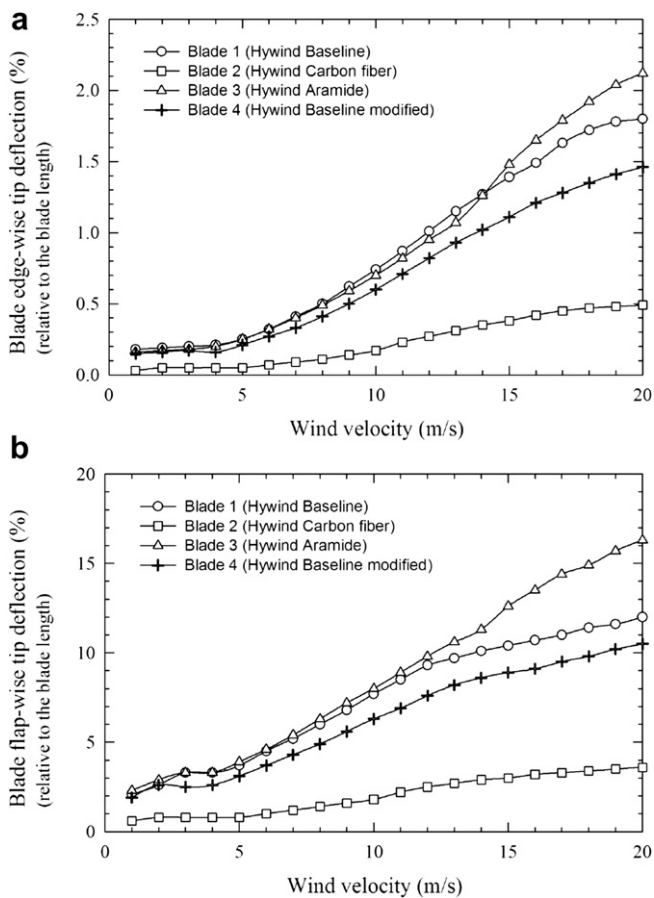 a
2.5
Blade 1 (Hywind Baseline)
Blade 2 (Hywind Carbon fiber)
Blade 3 (Hywind Aramide)
Blade 4 (Hywind Baseline modified)
2.0
1.5
1.0
0.5
0.0
Blade edge-wise tip deflection (%)
(relative to the blade length)
0 5 10 15 20
Wind velocity (m/s)
b
20
Blade 1 (Hywind Baseline)
Blade 2 (Hywind Carbon fiber)
Blade 3 (Hywind Aramide)
Blade 4 (Hywind Baseline modified)
15
10
5
0
Blade flap-wise tip deflection (%)
(relative to the blade length)
0 5 10 15 20
Wind velocity (m/s)